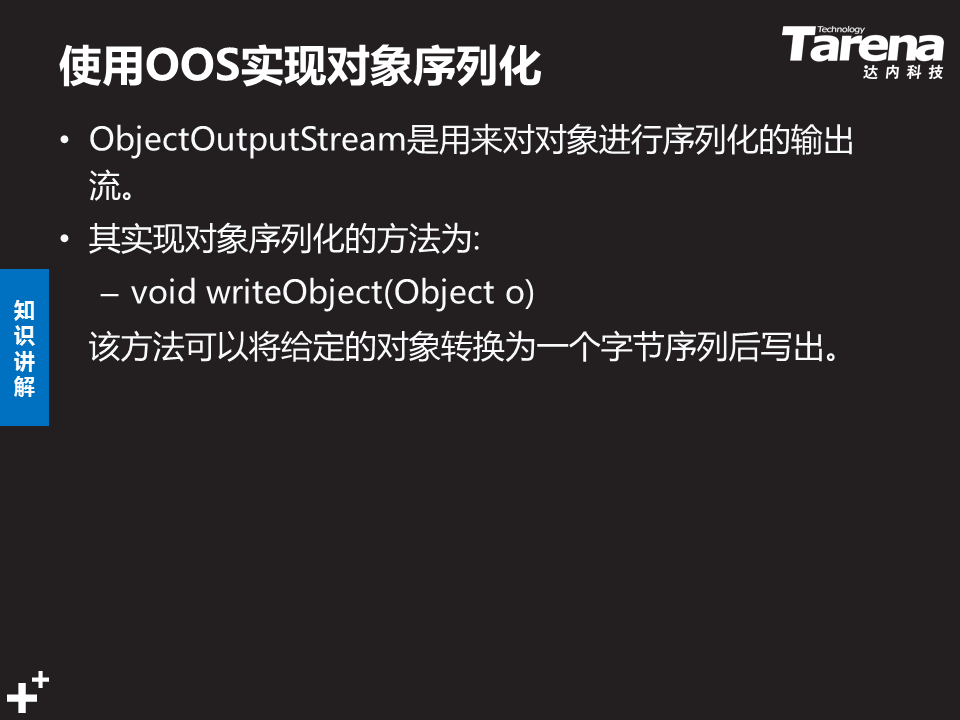 使用OOS实现对象序列化
Technology
Tarena
达内科技
• ObjectOutputStream是用来对对象进行序列化的输出
流。
• 其实现对象序列化的方法为:
– void writeObject(Object o)
该方法可以将给定的对象转换为一个字节序列后写出。
知
识
讲
解